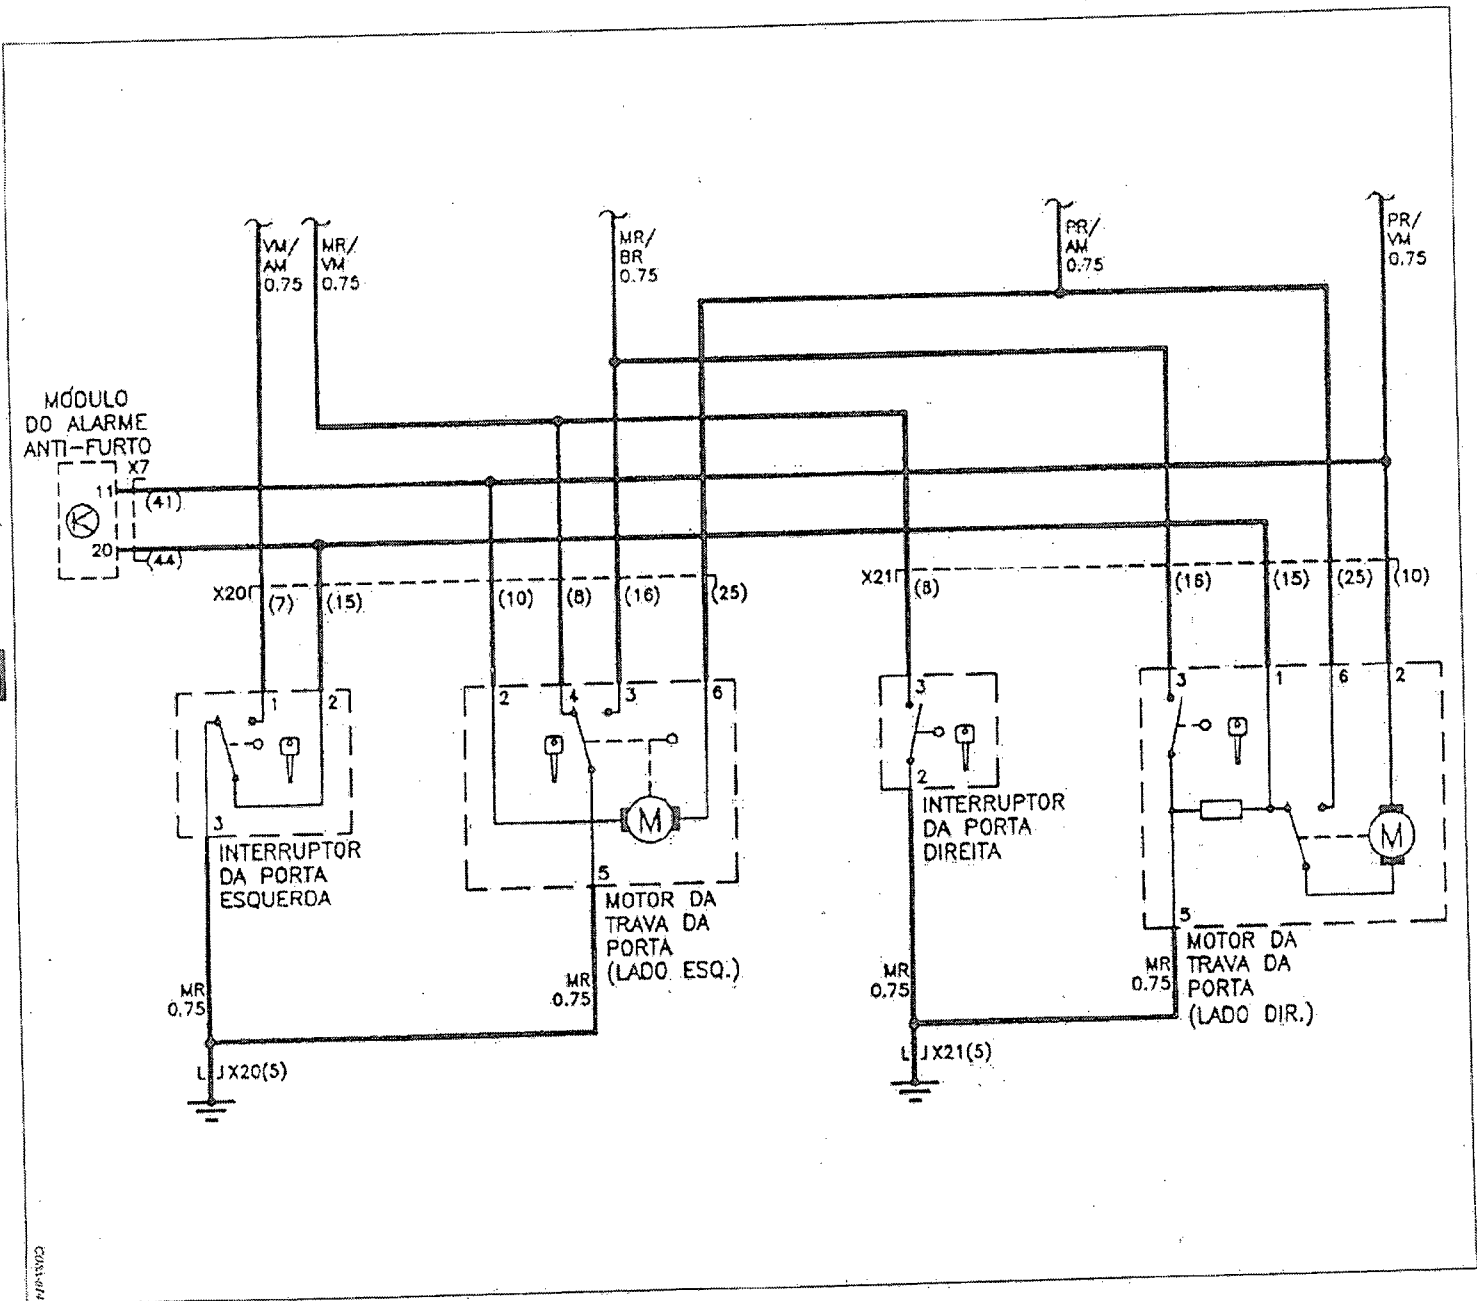 VM/
AM
0.75
MR/
VM
0.75
MR/
BR
0.75
PR/
AM
0.75
PR/
VM
0.75
MÓDULO
DO ALARME
ANTI-FURTO
X7
11
(41)
K
20
(44)
X20
(7)
(15)
(10)
(8)
(16)
(25)
X21
(8)
(16)
(15)
(25)
(10)
1
2
3
INTERRUPTOR
DA PORTA
ESQUERDA
2
4
3
6
M
5
MOTOR DA
TRAVA DA
PORTA
(LADO ESQ.)
3
2
INTERRUPTOR
DA PORTA
DIREITA
3
1
6
2
M
5
MOTOR DA
TRAVA DA
PORTA
(LADO DIR.)
MR
0.75
MR
0.75
MR
0.75
MR
0.75
X20(5)
X21(5)